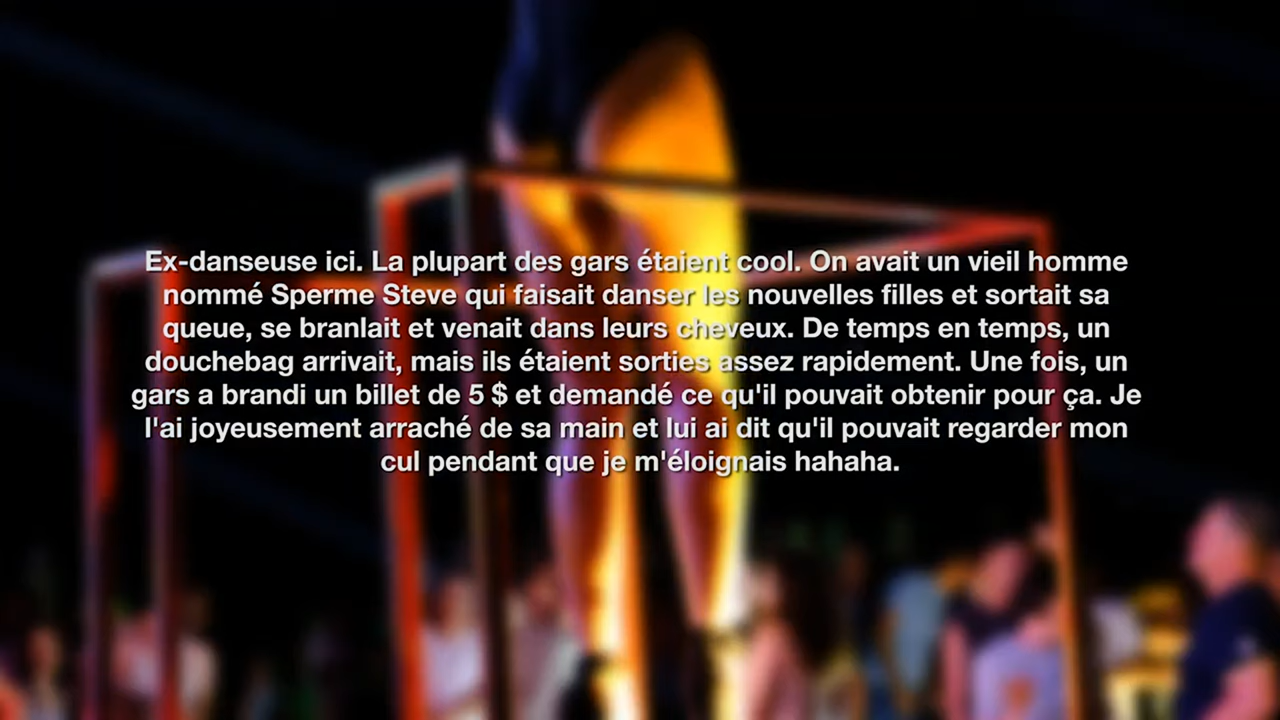 Ex-danseuse ici. La plupart des gars étaient cool. On avait un vieil homme
nommé Sperme Steve qui faisait danser les nouvelles filles et sortait sa
queue, se branlait et venait dans leurs cheveux. De temps en temps, un
douchebag arrivait, mais ils étaient sorties assez rapidement. Une fois, un
gars a brandi un billet de 5 $ et demandé ce qu'il pouvait obtenir pour ça. Je
l'ai joyeusement arraché de sa main et lui ai dit qu'il pouvait regarder mon
cul pendant que je m'éloignais hahaha.